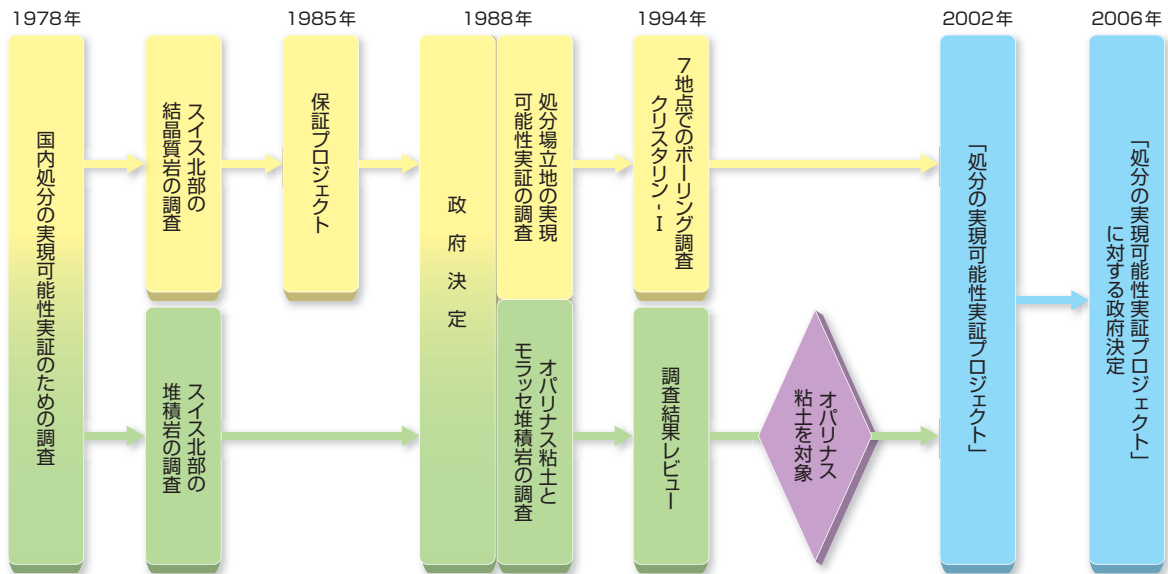 1978年
1985年
1988年
1994年
2002年
2006年
国内処分の実現可能性実証のための調査
スイス北部の
結晶質岩の調査
スイス北部の
堆積岩の調査
保証プロジェクト
政府決定
処分場立地の実現
可能性実証の調査
オパリナス粘土と
モラッセ堆積岩の調査
7地点でのボーリング調査
クリスタリン-I
調査結果レビュー
オパリナス
粘土を対象
「処分の実現可能性実証プロジェクト」
「処分の実現可能性実証プロジェクト」
に対する政府決定